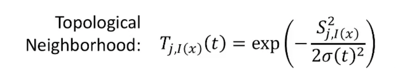 Topological
Neighborhood: T_{j,I(x)}(t) = exp(−S²_{j,I(x)} / 2σ(t)²)